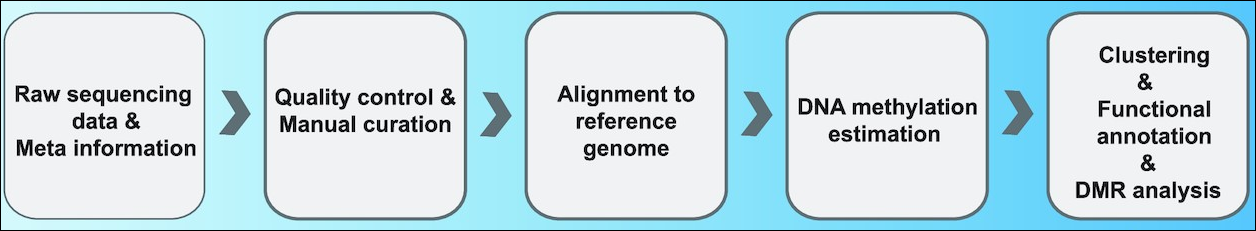 Raw sequencing
data &
Meta information
Quality control &
Manual curation
Alignment to
reference
genome
DNA methylation
estimation
Clustering
&
Functional
annotation
&
DMR analysis